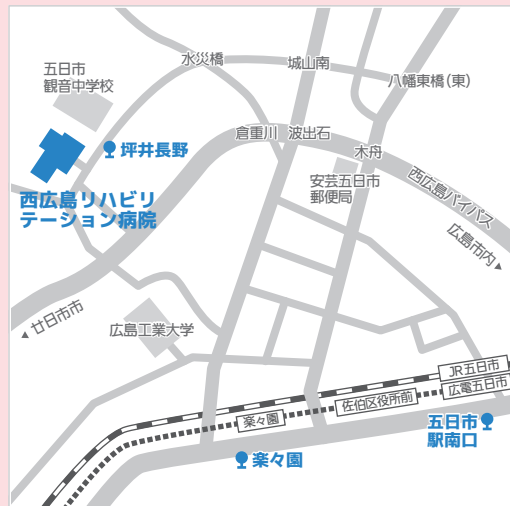 水災橋
城山南
五日市
観音中学校
八幡東橋（東）
坪井長野
倉重川
波出石
木舟
西広島リハビリ
テーション病院
安芸五日市
郵便局
西広島バイパス
広島市内▲
▲廿日市市
広島工業大学
JR五日市
広電五日市
佐伯区役所前
楽々園
五日市
駅南口
楽々園